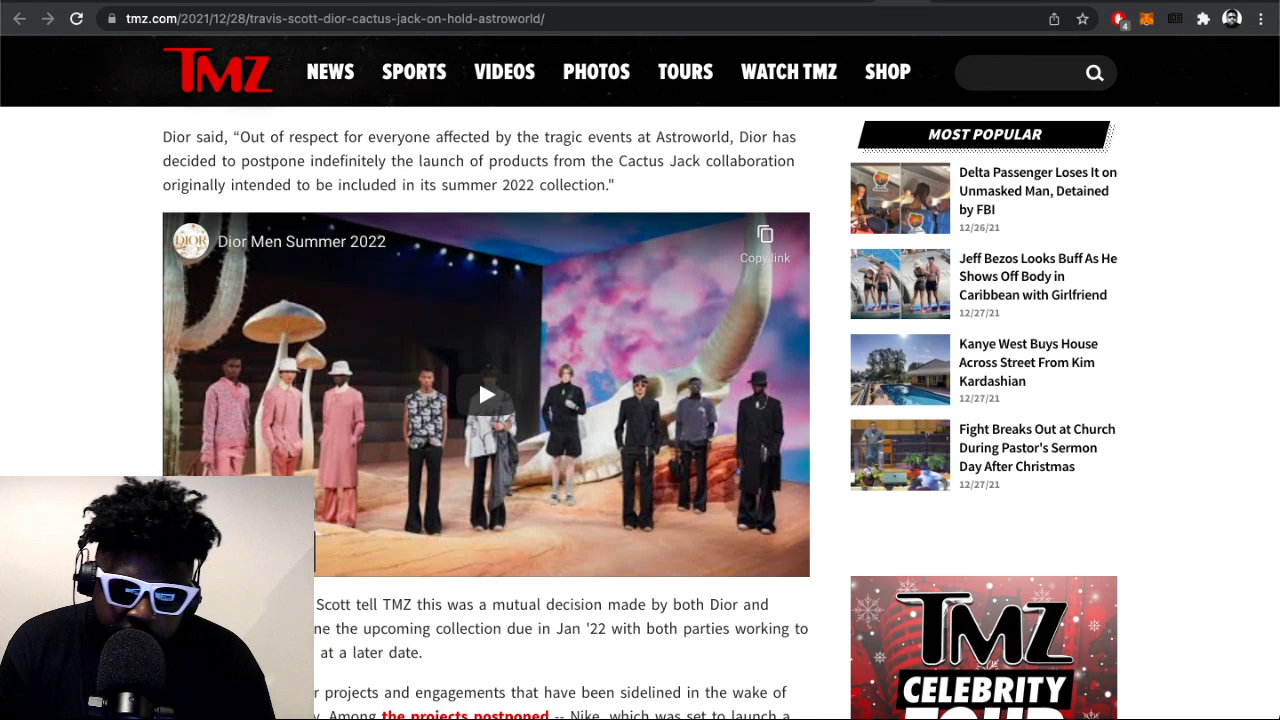 tmz.com/2021/12/28/travis-scott-dior-cactus-jack-on-hold-astroworld/
4
TMZ
NEWS SPORTS VIDEOS PHOTOS TOURS WATCH TMZ SHOP
Dior said, “Out of respect for everyone affected by the tragic events at Astroworld, Dior has
decided to postpone indefinitely the launch of products from the Cactus Jack collaboration
originally intended to be included in its summer 2022 collection."
DIOR
Dior Men Summer 2022
Copy link
Scott tell TMZ this was a mutual decision made by both Dior and
ne the upcoming collection due in Jan '22 with both parties working to
at a later date.
r projects and engagements that have been sidelined in the wake of
Among the projects postponed -- Nike, which was set to launch a
MOST POPULAR
Delta Passenger Loses It on
Unmasked Man, Detained
by FBI
12/26/21
Jeff Bezos Looks Buff As He
Shows Off Body in
Caribbean with Girlfriend
12/27/21
Kanye West Buys House
Across Street From Kim
Kardashian
12/27/21
Fight Breaks Out at Church
During Pastor's Sermon
Day After Christmas
12/27/21
TMZ
CELEBRITY
TOUR